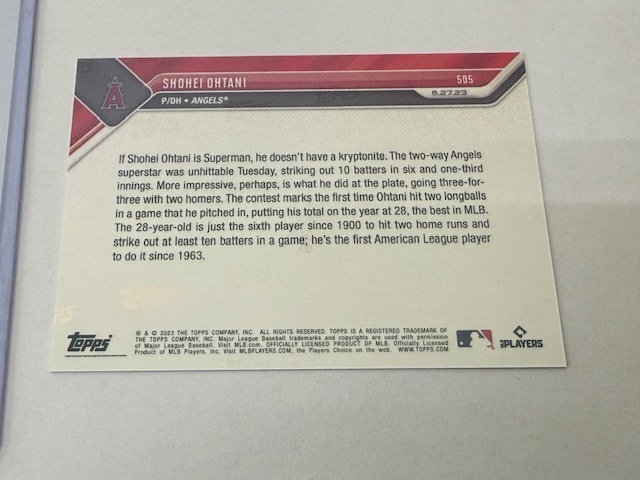 SHOHEI OHTANI
505
P/DH • ANGELS®
6.27.23
A
If Shohei Ohtani is Superman, he doesn't have a kryptonite. The two-way Angels
superstar was unhittable Tuesday, striking out 10 batters in six and one-third
innings. More impressive, perhaps, is what he did at the plate, going three-for-
three with two homers. The contest marks the first time Ohtani hit two longballs
in a game that he pitched in, putting his total on the year at 28, the best in MLB.
The 28-year-old is just the sixth player since 1900 to hit two home runs and
strike out at least ten batters in a game; he's the first American League player
to do it since 1963.
Topps®
® & © 2023 THE TOPPS COMPANY, INC. ALL RIGHTS RESERVED. TOPPS IS A REGISTERED TRADEMARK OF
THE TOPPS COMPANY, INC. Major League Baseball trademarks and copyrights are used with permission
of Major League Baseball. Visit MLB.com. OFFICIALLY LICENSED PRODUCT OF MLB. Officially Licensed
Product of MLB Players, Inc. Visit MLBPLAYERS.COM, the Players Choice on the web. WWW.TOPPS.COM
PLAYERS